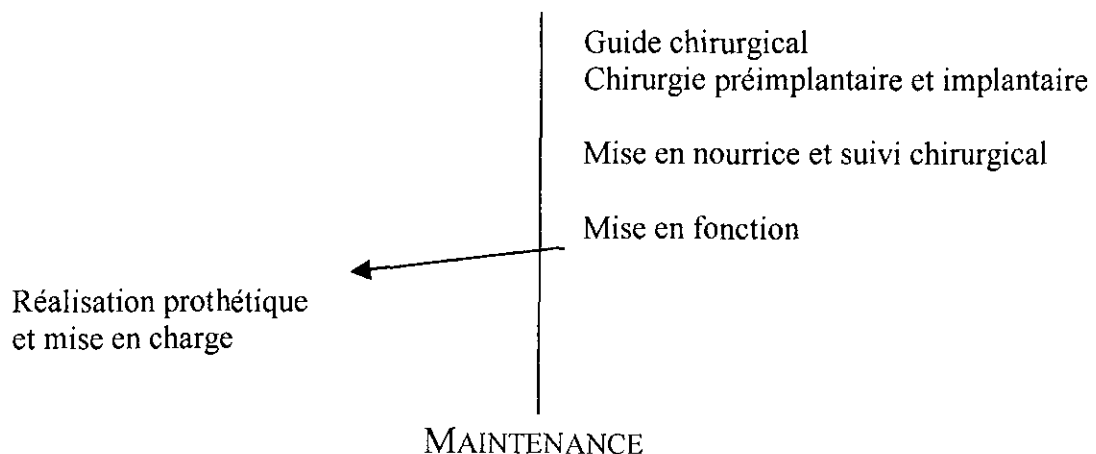 Guide chirurgical
Chirurgie préimplantaire et implantaire
Mise en nourrice et suivi chirurgical
Mise en fonction
Réalisation prothétique
et mise en charge
MAINTENANCE